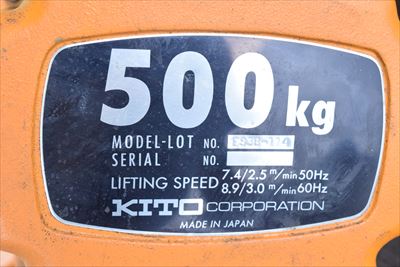 500 kg
MODEL-LOT NO.
SERIAL NO.
LIFTING SPEED 7.4/2.5 m/min 50Hz
8.9/3.0 m/min 60Hz
KITO CORPORATION
MADE IN JAPAN